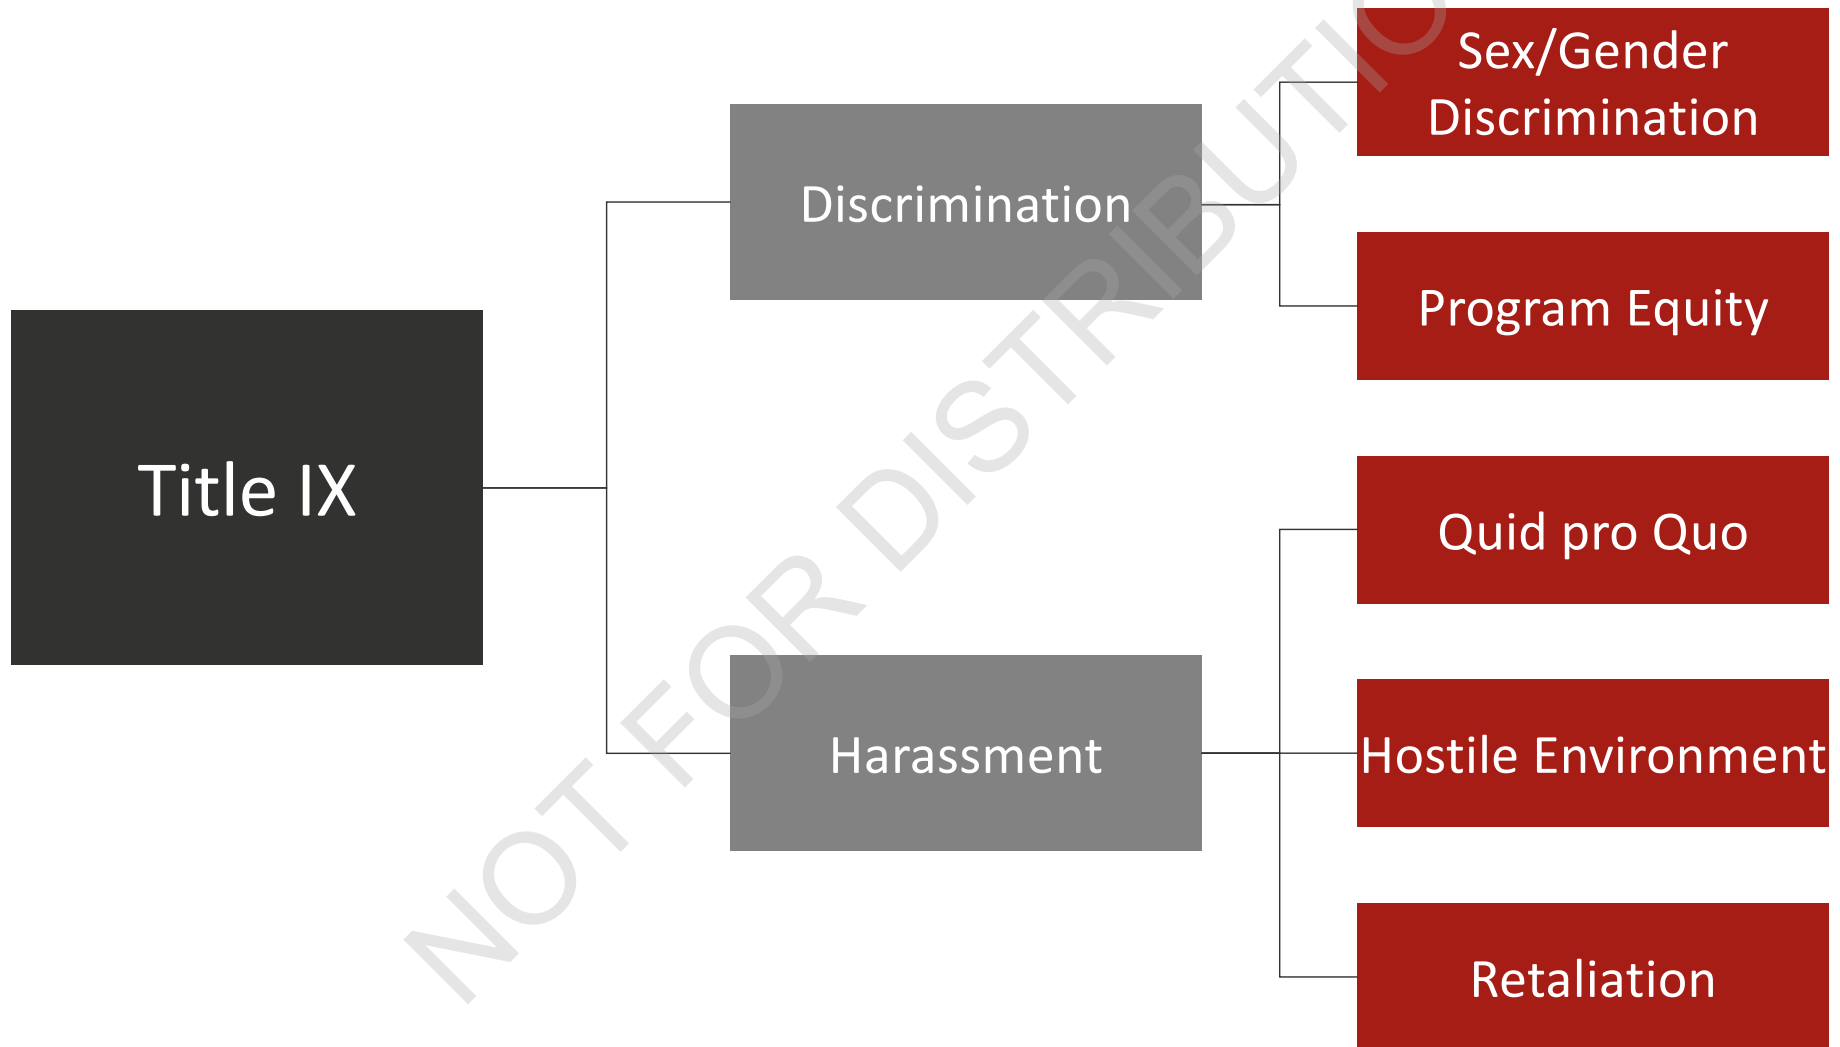 Title IX
Discrimination
Sex/Gender
Discrimination
Program Equity
Harassment
Quid pro Quo
Hostile Environment
Retaliation
NOT FOR DISTRIBUTIO